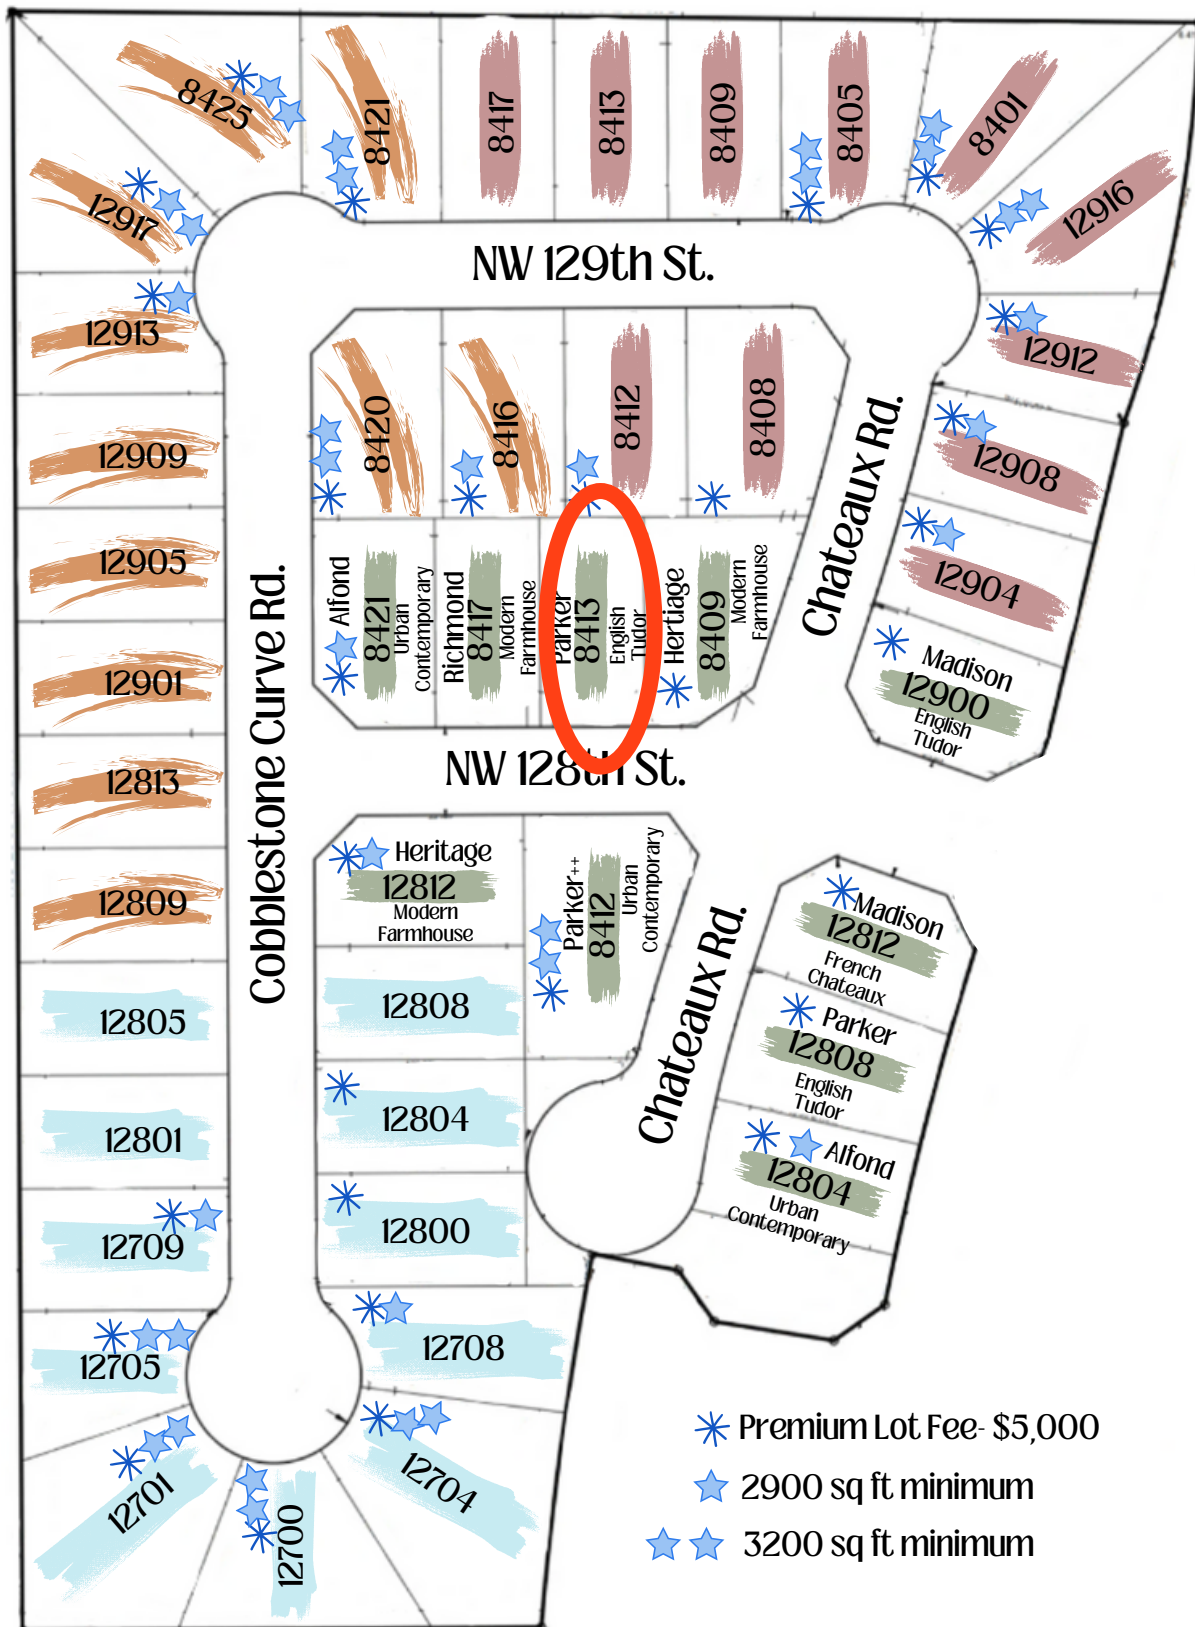 8425
8421
8417
8413
8409
8405
8401
12917
12916
NW 129th St.
12913
12912
8420
8416
8412
8408
12909
12908
Chateaux Rd.
12905
12904
Alfond
8421
Urban
Contemporary
Richmond
8417
Modern
Farmhouse
Parker
8413
English
Tudor
Hertiage
8409
Modern
Farmhouse
Cobblestone Curve Rd.
12901
Madison
12900
English
Tudor
12813
NW 128th St.
12809
Heritage
12812
Modern
Farmhouse
Parker++
8412
Urban
Contemporary
Madison
12812
French
Chateaux
12805
12808
Chateaux Rd.
Parker
12808
English
Tudor
12801
12804
Alfond
12804
Urban
Contemporary
12709
12800
12705
12708
12701
12700
12704
Premium Lot Fee- $5,000
2900 sq ft minimum
3200 sq ft minimum